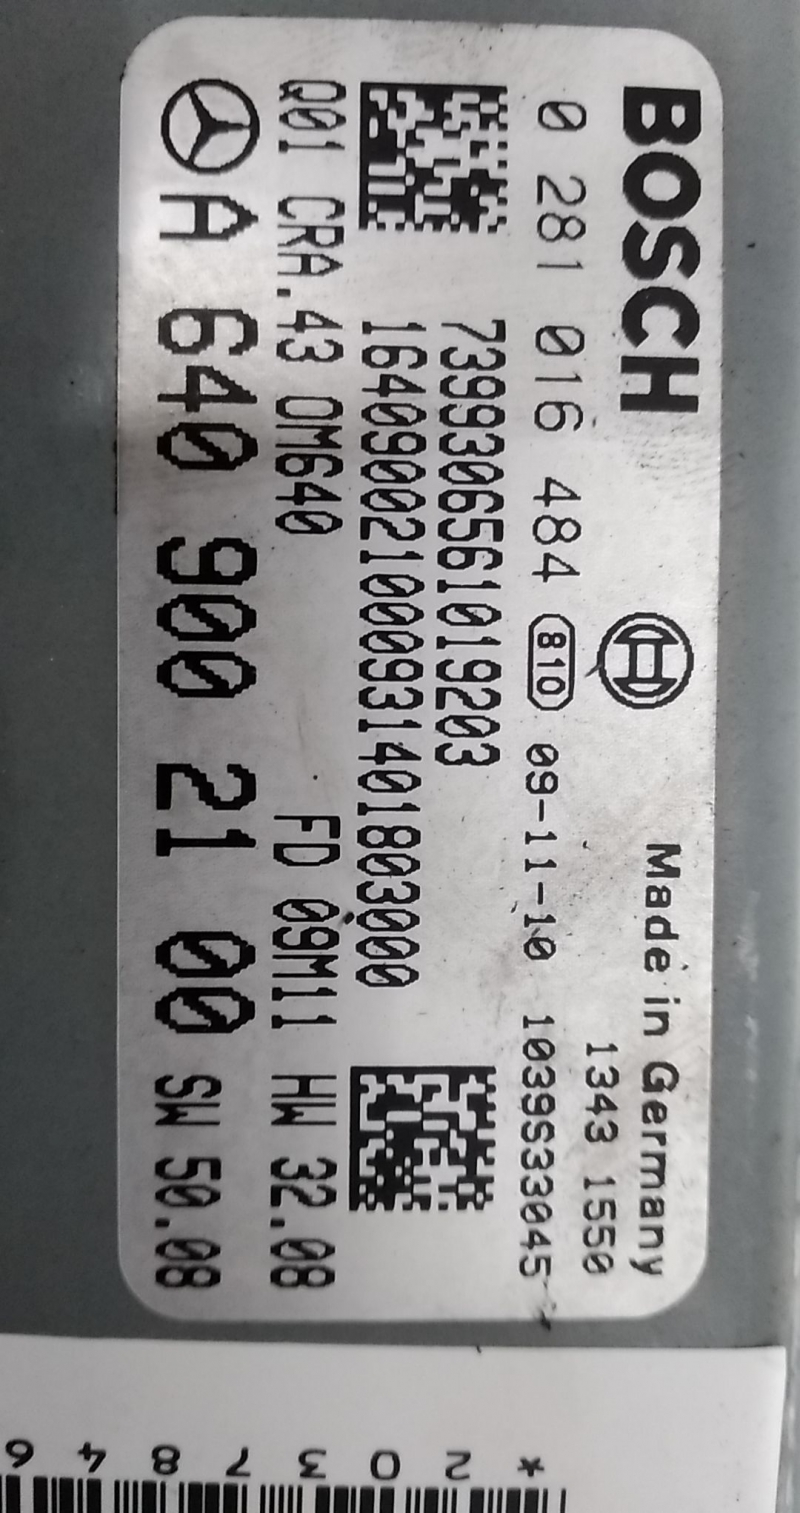 BOSCH Made in Germany
1343 1550
0 281 016 484 810 09-11-10 1039S33045
7399306561019203
164090021000931401803000
Q01 CRA.43 OM640 FD 09M11 HW 32.08
A 640 900 21 00 SW 50.08
* 2 0 3 7 8 4 6